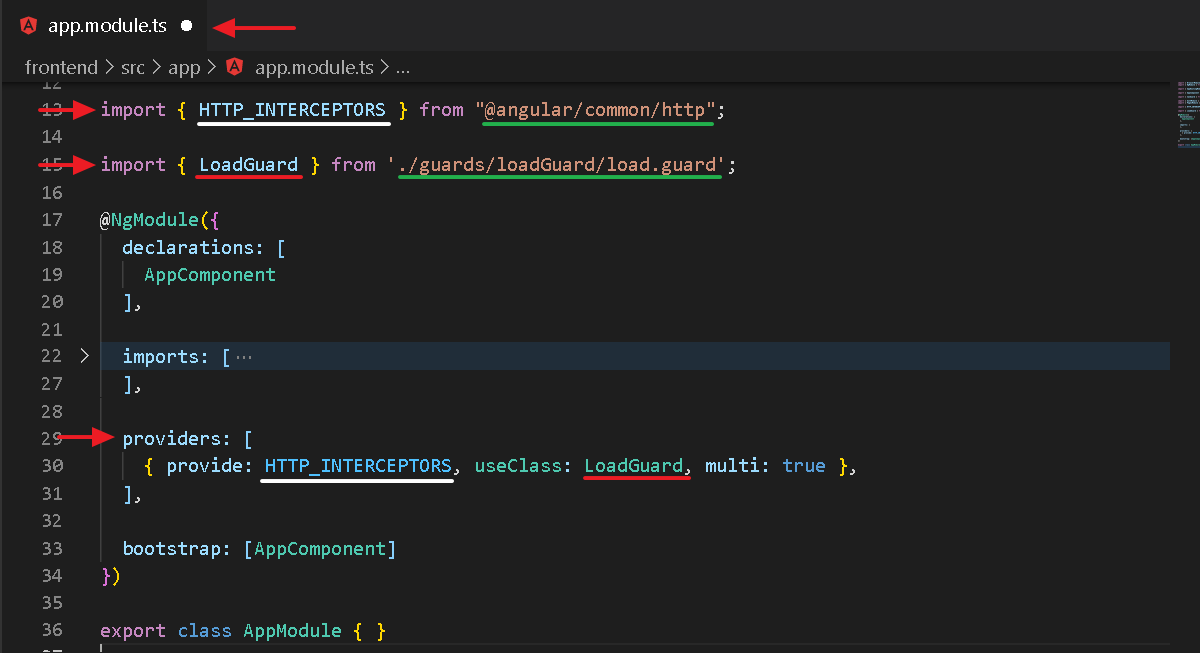 app.module.ts
frontend > src > app > app.module.ts > ...
12
13 import { HTTP_INTERCEPTORS } from "@angular/common/http";
14
15 import { LoadGuard } from './guards/loadGuard/load.guard';
16
17 @NgModule({
18 declarations: [
19 AppComponent
20 ],
21
22 > imports: [ ...
27 ],
28
29 providers: [
30 { provide: HTTP_INTERCEPTORS, useClass: LoadGuard, multi: true },
31 ],
32
33 bootstrap: [AppComponent]
34 })
35
36 export class AppModule { }
37